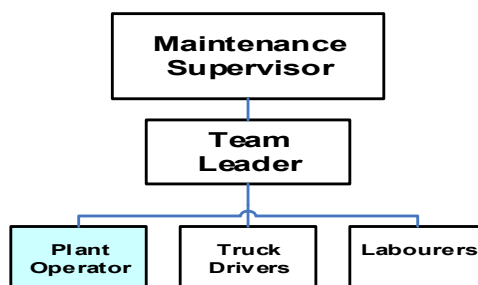 Maintenance
Supervisor
Team
Leader
Plant
Operator
Truck
Drivers
Labourers